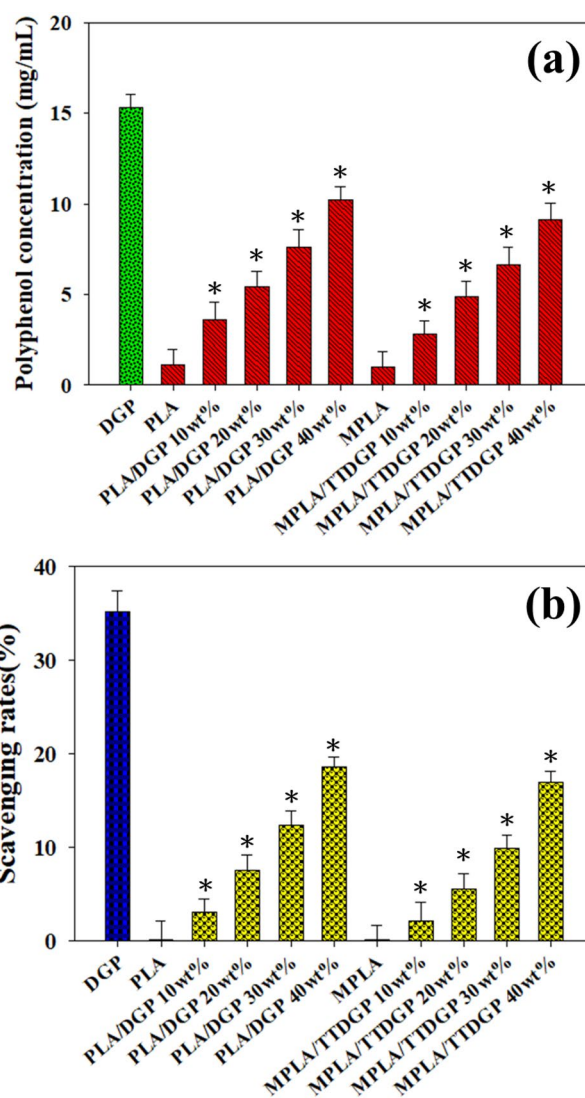 (a)
Polyphenol concentration (mg/mL)
20
15
10
5
0
* * * * * * * *
DGP
PLA
PLA/DGP 10wt%
PLA/DGP 20wt%
PLA/DGP 30wt%
PLA/DGP 40wt%
MPLA
MPLA/TTDGP 10wt%
MPLA/TTDGP 20wt%
MPLA/TTDGP 30wt%
MPLA/TTDGP 40wt%
(b)
Scavenging rates(%)
40
30
20
10
0
* * * * * * * *
DGP
PLA
PLA/DGP 10wt%
PLA/DGP 20wt%
PLA/DGP 30wt%
PLA/DGP 40wt%
MPLA
MPLA/TTDGP 10wt%
MPLA/TTDGP 20wt%
MPLA/TTDGP 30wt%
MPLA/TTDGP 40wt%